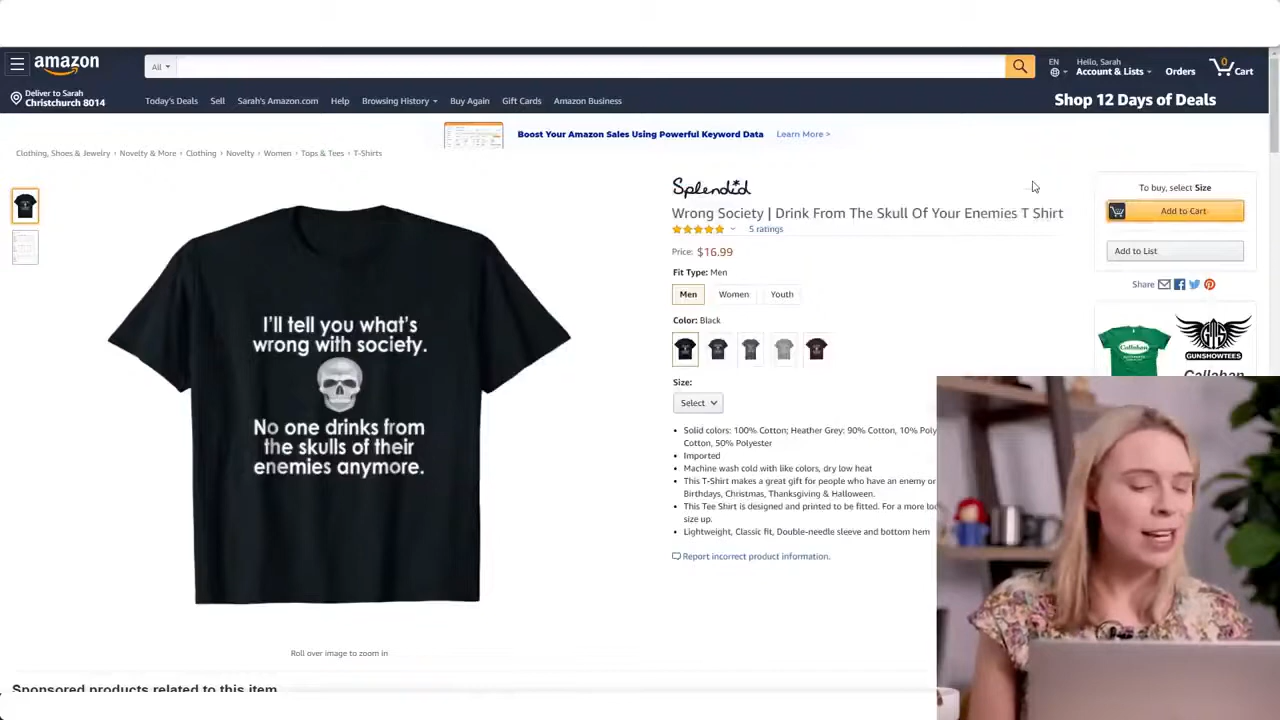 amazon
All
EN
Hello, Sarah
Account & Lists
Orders
0
Cart
Deliver to Sarah
Christchurch 8014
Today's Deals
Sell
Sarah's Amazon.com
Help
Browsing History
Buy Again
Gift Cards
Amazon Business
Shop 12 Days of Deals
Boost Your Amazon Sales Using Powerful Keyword Data
Learn More >
Clothing, Shoes & Jewelry › Novelty & More › Clothing › Novelty › Women › Tops & Tees › T-Shirts
Splendid
Wrong Society | Drink From The Skull Of Your Enemies T Shirt
5 ratings
Price: $16.99
Fit Type: Men
Men
Women
Youth
Color: Black
Size:
Select
Solid colors: 100% Cotton; Heather Grey: 90% Cotton, 10% Poly
Cotton, 50% Polyester
Imported
Machine wash cold with like colors, dry low heat
This T-Shirt makes a great gift for people who have an enemy or
Birthdays, Christmas, Thanksgiving & Halloween.
This Tee Shirt is designed and printed to be fitted. For a more loo
size up.
Lightweight, Classic fit, Double-needle sleeve and bottom hem
Report incorrect product information.
To buy, select Size
Add to Cart
Add to List
Share
Callahan
GTS
GUNSHOWTEES
Callahan
I'll tell you what's
wrong with society.
No one drinks from
the skulls of their
enemies anymore.
Roll over image to zoom in
Sponsored products related to this item